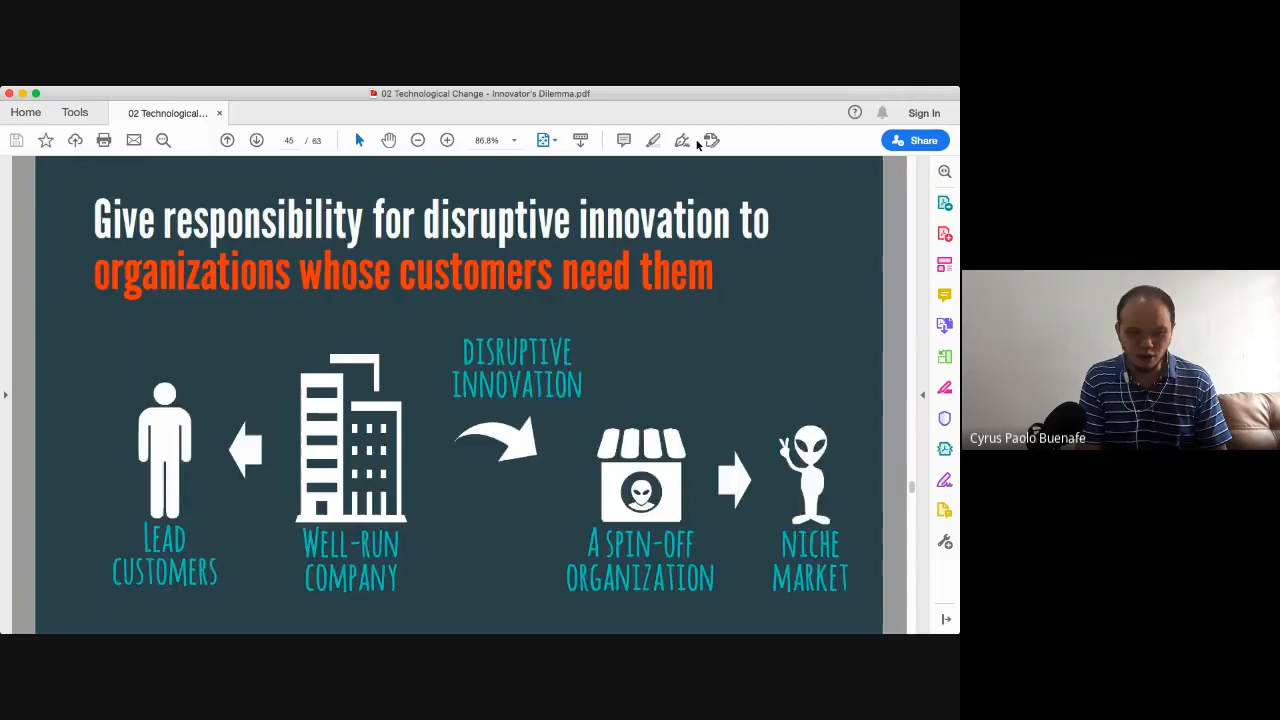 02 Technological Change - Innovator's Dilemma.pdf
Home
Tools
02 Technological...
×
Sign In
45 / 63
86.8%
Share
Give responsibility for disruptive innovation to
organizations whose customers need them
DISRUPTIVE
INNOVATION
LEAD
CUSTOMERS
WELL-RUN
COMPANY
A SPIN-OFF
ORGANIZATION
NICHE
MARKET
Cyrus Paolo Buenafe